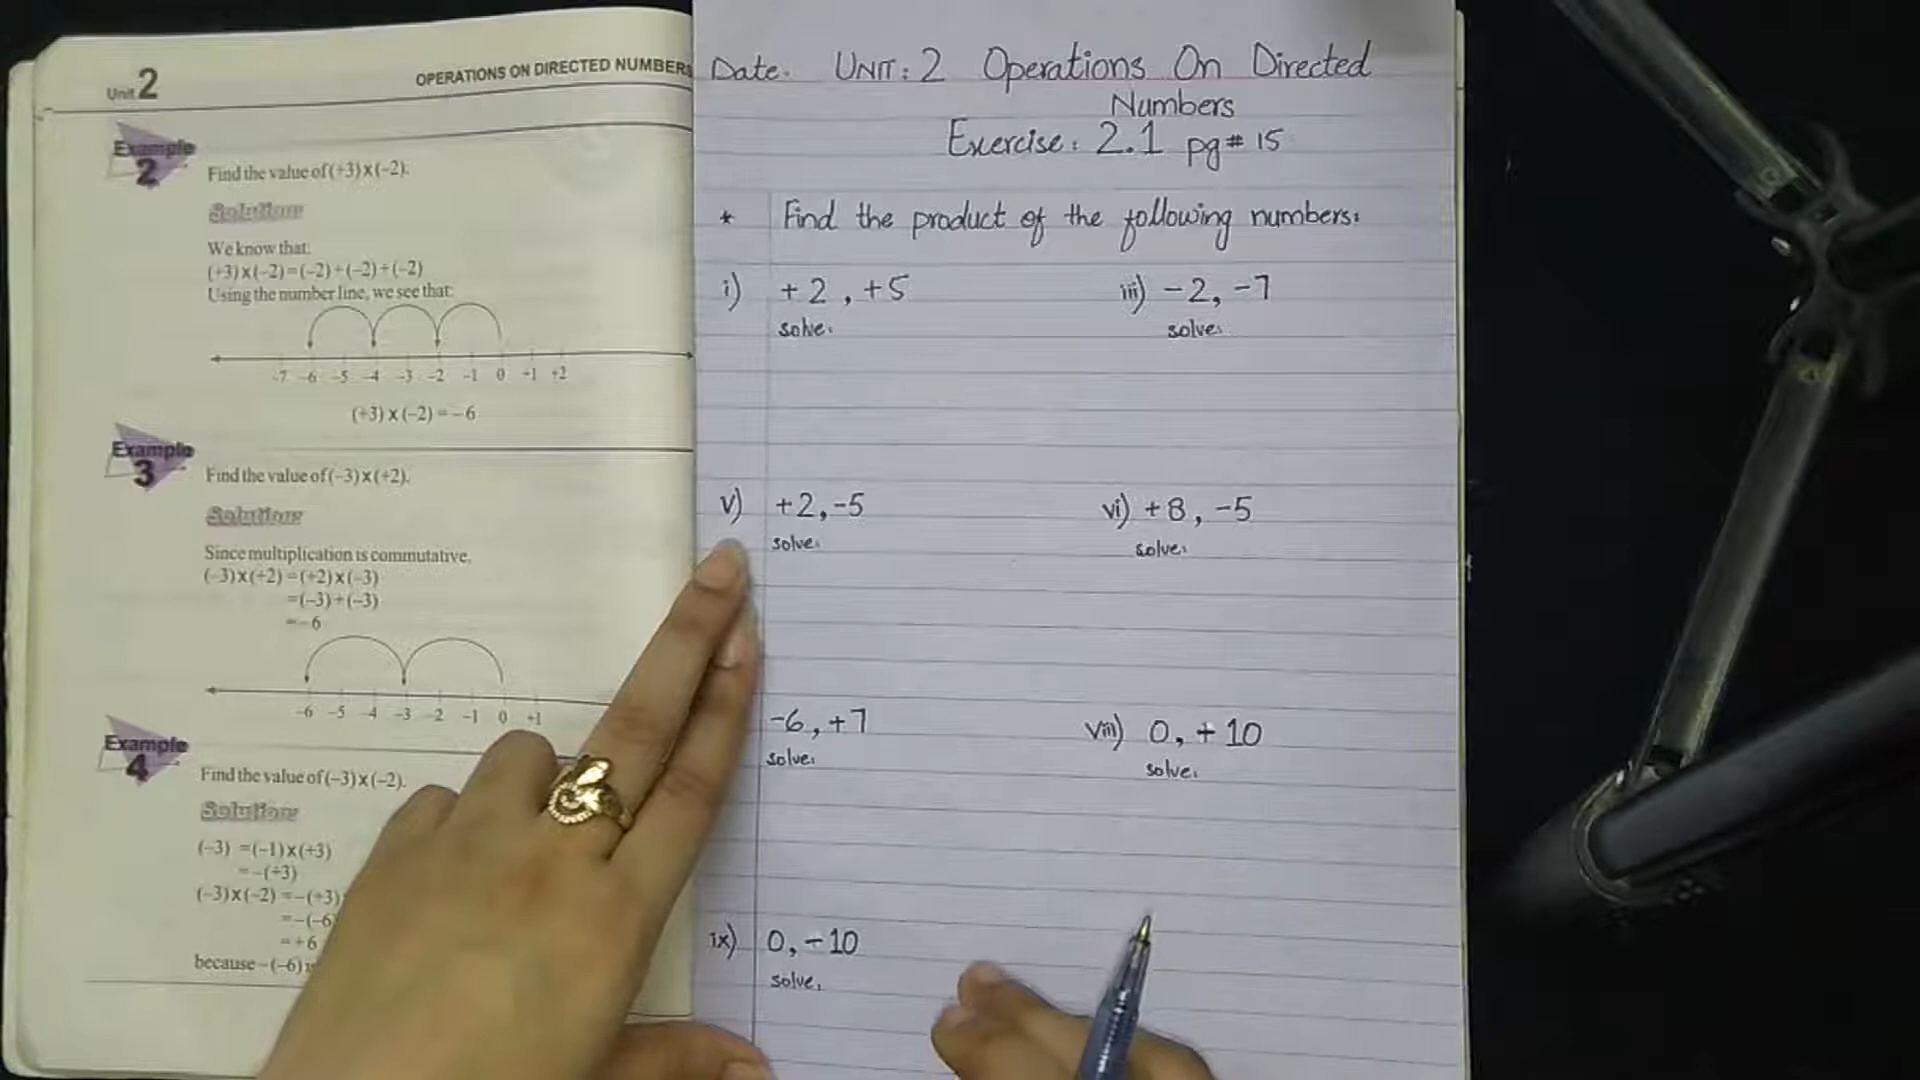 Unit 2
OPERATIONS ON DIRECTED NUMBERS
Example 2
Find the value of (+3)x(-2).
Solution
We know that:
(+3)x(-2)=(-2)+(-2)+(-2)
Using the number line, we see that:
-7 -6 -5 -4 -3 -2 -1 0 +1 +2
(+3) x (-2) = -6
Example 3
Find the value of (-3)x(+2).
Solution
Since multiplication is commutative.
(-3)x(+2) =(+2)x(-3)
=(-3)+(-3)
=-6
-6 -5 -4 -3 -2 -1 0 +1
Example 4
Find the value of (-3)x(-2).
Solution
(-3) =(-1)x(+3)
=-(+3)
(-3)x(-2) =-(+3)
=-(-6)
=+6
because -(-6)
Date. UNIT: 2 Operations On Directed
Numbers
Exercise: 2.1 pg# 15
* Find the product of the following numbers:
i) +2, +5
solve:
iii) -2, -7
solve:
v) +2, -5
solve:
vi) +8, -5
solve:
-6, +7
solve:
viii) 0, +10
solve:
ix) 0, -10
solve: